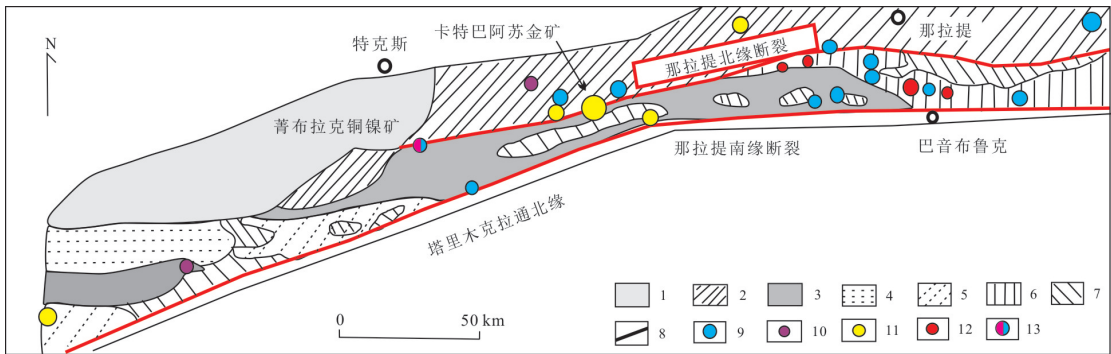 N
特克斯
卡特巴阿苏金矿
那拉提北缘断裂
那拉提
菁布拉克铜镍矿
那拉提南缘断裂
巴音布鲁克
塔里木克拉通北缘
0 50 km
1 2 3 4 5 6 7
8 9 10 11 12 13